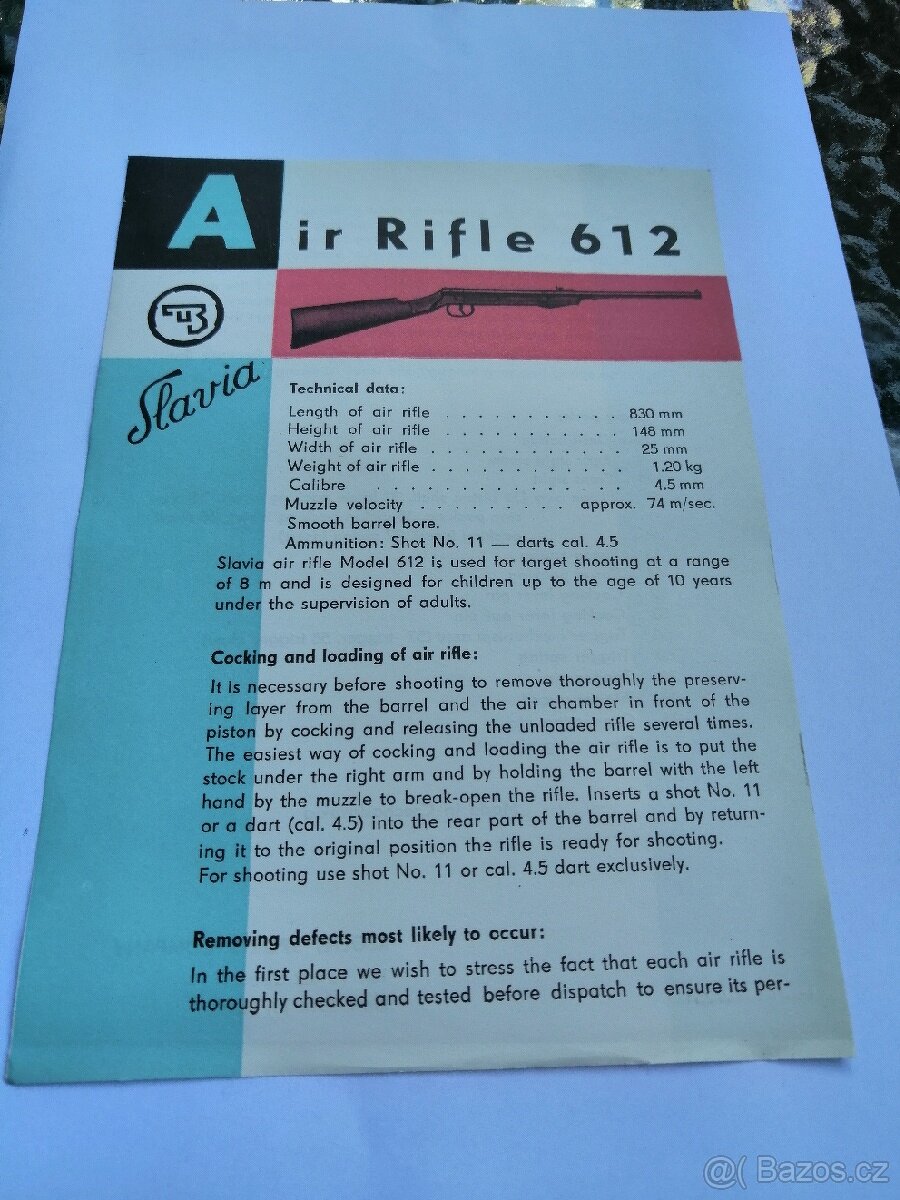 Air Rifle 612
Slavia
Technical data:
Length of air rifle . . . . . . . . . . . 830 mm
Height of air rifle . . . . . . . . . . . 148 mm
Width of air rifle . . . . . . . . . . . . 25 mm
Weight of air rifle . . . . . . . . . . . . 1.20 kg
Calibre . . . . . . . . . . . . . . 4.5 mm
Muzzle velocity . . . . . . . . . approx. 74 m/sec.
Smooth barrel bore.
Ammunition: Shot No. 11 — darts cal. 4.5
Slavia air rifle Model 612 is used for target shooting at a range
of 8 m and is designed for children up to the age of 10 years
under the supervision of adults.
Cocking and loading of air rifle:
It is necessary before shooting to remove thoroughly the preserv-
ing layer from the barrel and the air chamber in front of the
piston by cocking and releasing the unloaded rifle several times.
The easiest way of cocking and loading the air rifle is to put the
stock under the right arm and by holding the barrel with the left
hand by the muzzle to break-open the rifle. Inserts a shot No. 11
or a dart (cal. 4.5) into the rear part of the barrel and by return-
ing it to the original position the rifle is ready for shooting.
For shooting use shot No. 11 or cal. 4.5 dart exclusively.
Removing defects most likely to occur:
In the first place we wish to stress the fact that each air rifle is
thoroughly checked and tested before dispatch to ensure its per-
@( Bazos.cz